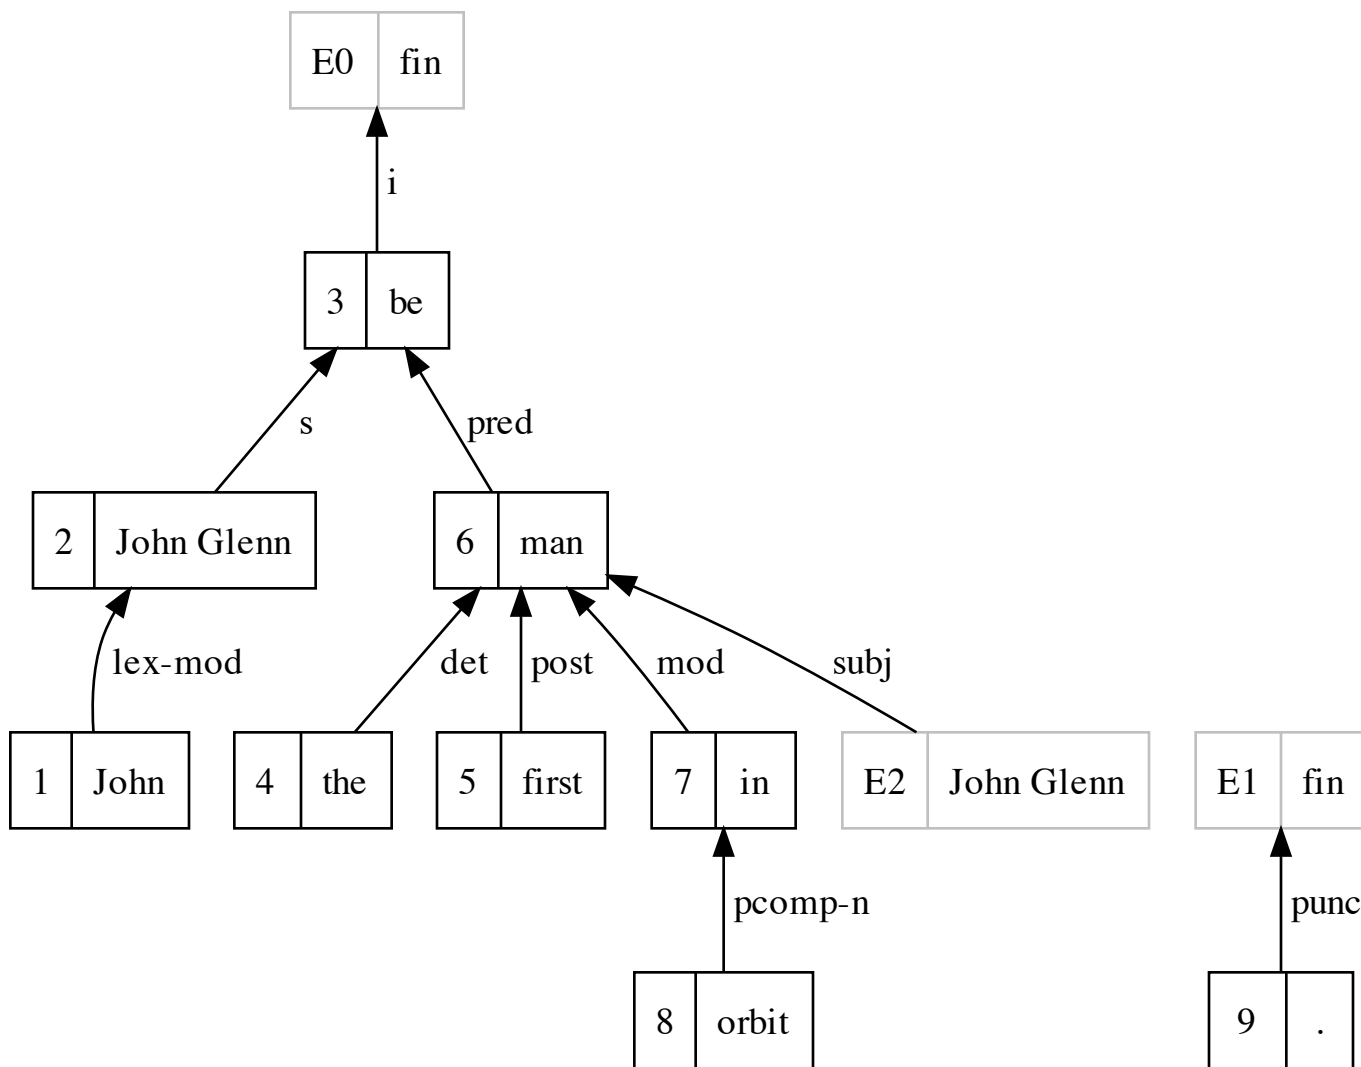 E0 fin
i
3 be
s pred
2 John Glenn 6 man
lex-mod det post mod subj
1 John 4 the 5 first 7 in E2 John Glenn E1 fin
pcomp-n punc
8 orbit 9 .